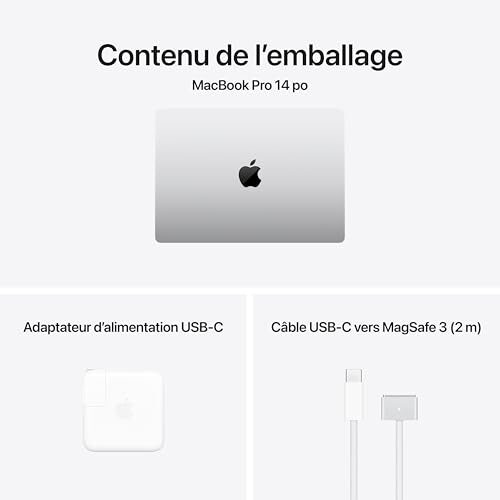 Contenu de l’emballage
MacBook Pro 14 po
Adaptateur d’alimentation USB-C
Câble USB-C vers MagSafe 3 (2 m)